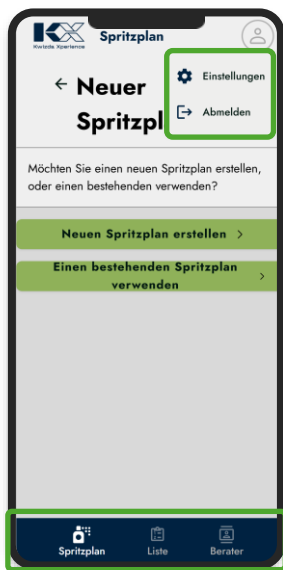 KX
Kwizda Xperience
Spritzplan
Einstellungen
Abmelden
← Neuer
Spritzpl
Möchten Sie einen neuen Spritzplan erstellen,
oder einen bestehenden verwenden?
Neuen Spritzplan erstellen >
Einen bestehenden Spritzplan >
verwenden
Spritzplan Liste Berater